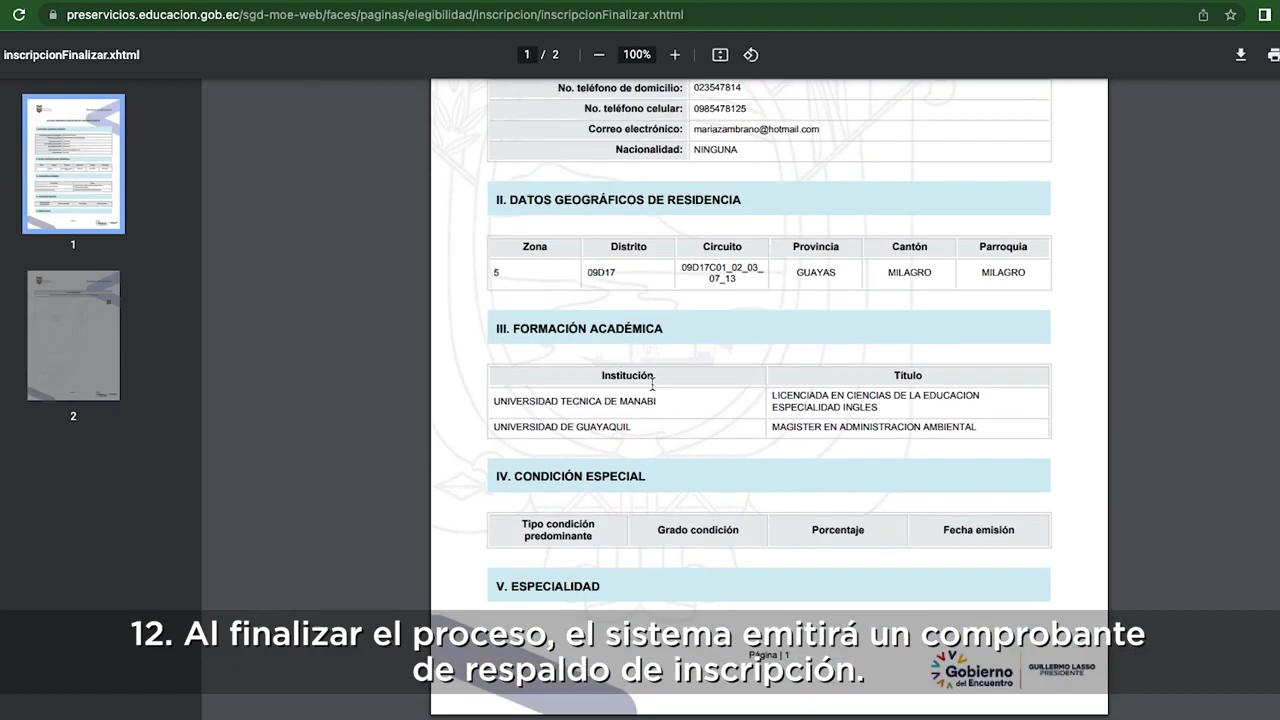 preservicios.educacion.gob.ec/sgd-moe-web/faces/paginas/elegibilidad/inscripcion/inscripcionFinalizar.xhtml
inscripcionFinalizar.xhtml
1 / 2
100%
No. teléfono de domicilio: 023547814
No. teléfono celular: 0985478125
Correo electrónico: mariazambrano@hotmail.com
Nacionalidad: NINGUNA
II. DATOS GEOGRÁFICOS DE RESIDENCIA
Zona Distrito Circuito Provincia Cantón Parroquia
5 09D17 09D17C01_02_03_ GUAYAS MILAGRO MILAGRO
07_13
III. FORMACIÓN ACADÉMICA
Institución Título
UNIVERSIDAD TECNICA DE MANABI LICENCIADA EN CIENCIAS DE LA EDUCACION
ESPECIALIDAD INGLES
UNIVERSIDAD DE GUAYAQUIL MAGISTER EN ADMINISTRACION AMBIENTAL
IV. CONDICIÓN ESPECIAL
Tipo condición Grado condición Porcentaje Fecha emisión
predominante
V. ESPECIALIDAD
1
2
12. Al finalizar el proceso, el sistema emitirá un comprobante
de respaldo de inscripción.
Página | 1
Gobierno
del Encuentro
GUILLERMO LASSO
PRESIDENTE